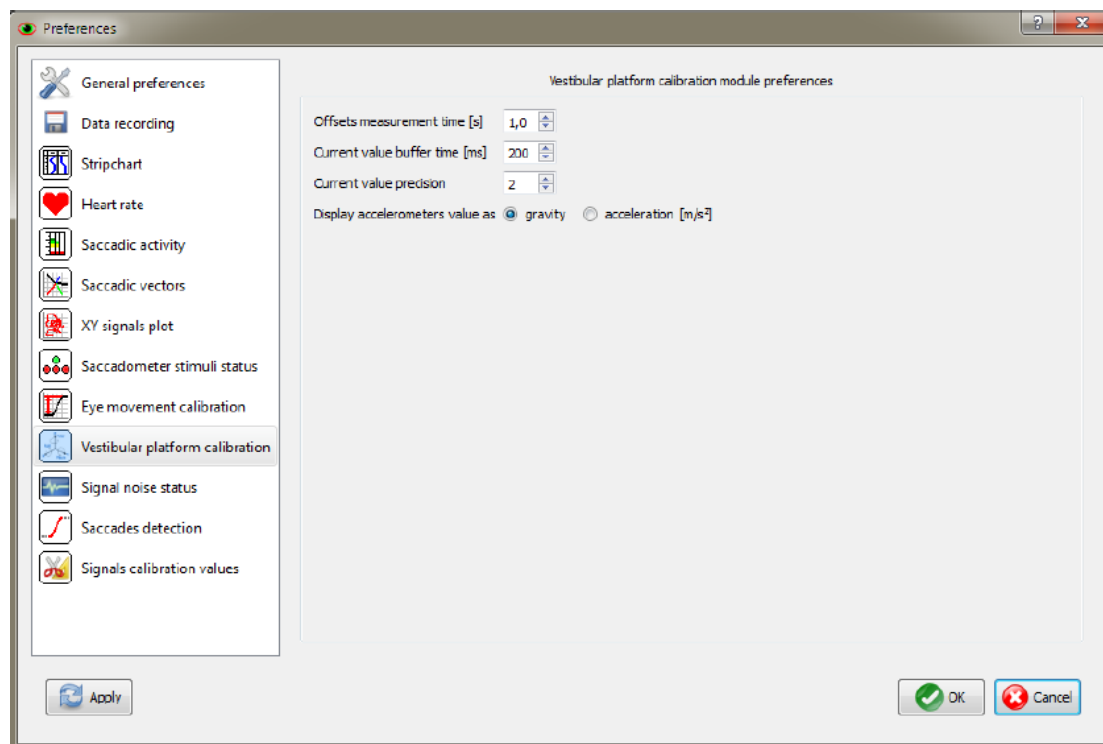 Preferences
General preferences
Data recording
Stripchart
Heart rate
Saccadic activity
Saccadic vectors
XY signals plot
Saccadometer stimuli status
Eye movement calibration
Vestibular platform calibration
Signal noise status
Saccades detection
Signals calibration values
Vestibular platform calibration module preferences
Offsets measurement time [s] 1,0
Current value buffer time [ms] 200
Current value precision 2
Display accelerometers value as gravity acceleration [m/s²]
Apply
OK
Cancel